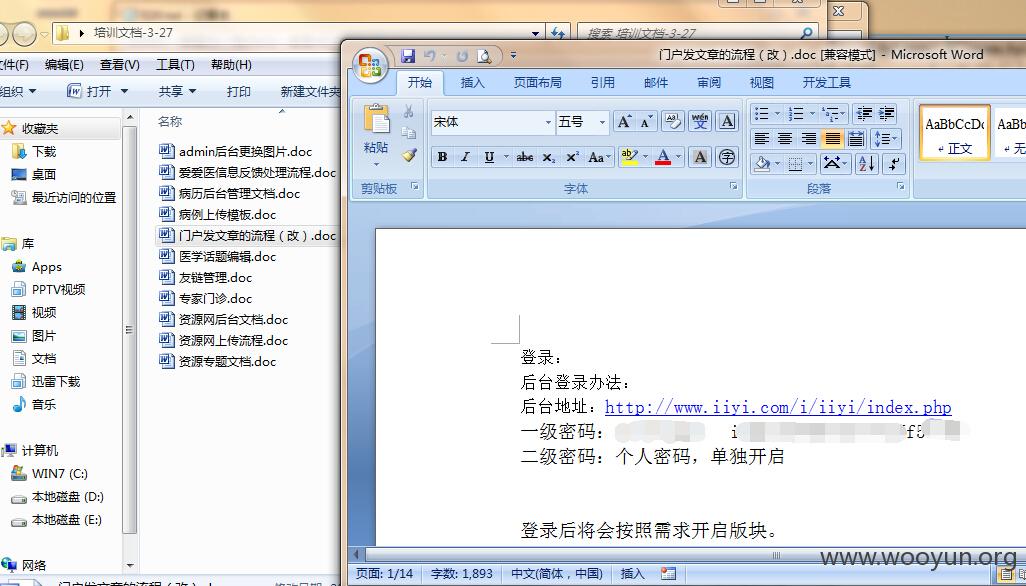 培训文档-3-27
搜索 培训文档-3-27
文件(F) 编辑(E) 查看(V) 工具(T) 帮助(H)
组织 打开 共享 打印 新建文件夹
收藏夹
下载
桌面
最近访问的位置
库
Apps
PPTV视频
视频
图片
文档
迅雷下载
音乐
计算机
WIN7 (C:)
本地磁盘 (D:)
本地磁盘 (E:)
网络
名称
admin后台更换图片.doc
爱爱医信息反馈处理流程.doc
病历后台管理文档.doc
病例上传模板.doc
门户发文章的流程（改）.doc
医学话题编辑.doc
友链管理.doc
专家门诊.doc
资源网后台文档.doc
资源网上传流程.doc
资源专题文档.doc
门户发文章的流程（改）.doc [兼容模式] - Microsoft Word
开始 插入 页面布局 引用 邮件 审阅 视图 开发工具
粘贴
宋体 五号
剪贴板 字体 段落
AaBbCcDc AaBb
正文 无
登录：
后台登录办法：
后台地址：http://www.iiyi.com/i/iiyi/index.php
一级密码：
二级密码：个人密码，单独开启
登录后将会按照需求开启版块。
页面: 1/14 字数: 1,893 中文(简体，中国) 插入
www.wooyun.org